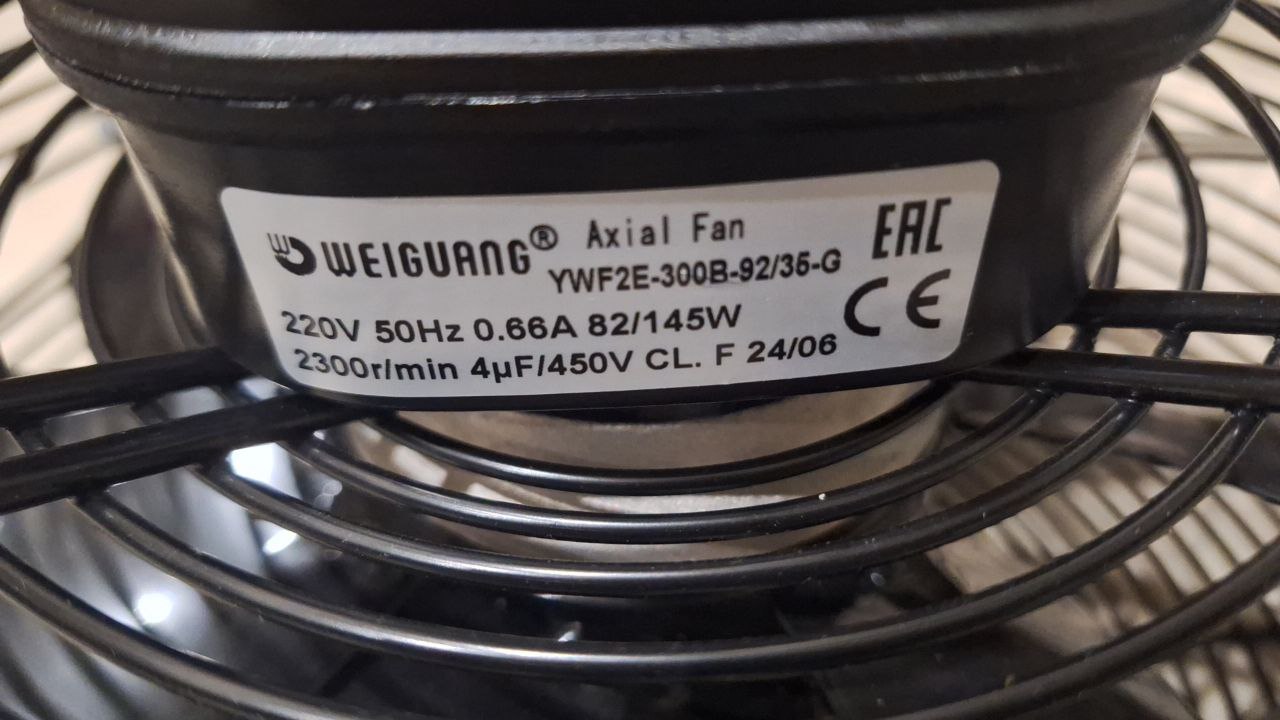 WEIGUANG® Axial Fan
YWF2E-300B-92/35-G
EAC
CE
220V 50Hz 0.66A 82/145W
2300r/min 4µF/450V CL. F 24/06